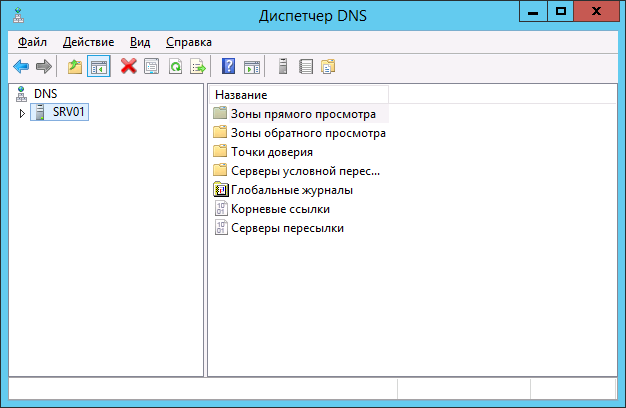 Диспетчер DNS
Файл Действие Вид Справка
DNS
SRV01
Название
Зоны прямого просмотра
Зоны обратного просмотра
Точки доверия
Серверы условной перес...
Глобальные журналы
Корневые ссылки
Серверы пересылки